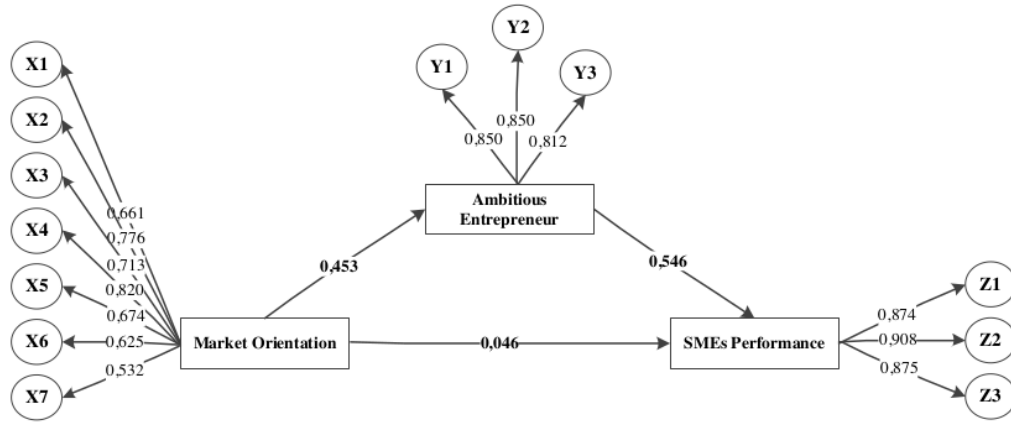 Y2
X1
Y1
Y3
X2
0,850
0,850
0,812
X3
Ambitious
Entrepreneur
0,661
X4
0,776
0,713
0,453
0,546
0,820
X5
0,674
Z1
0,874
X6
0,625
Market Orientation
0,046
SMEs Performance
0,908
Z2
0,532
0,875
X7
Z3